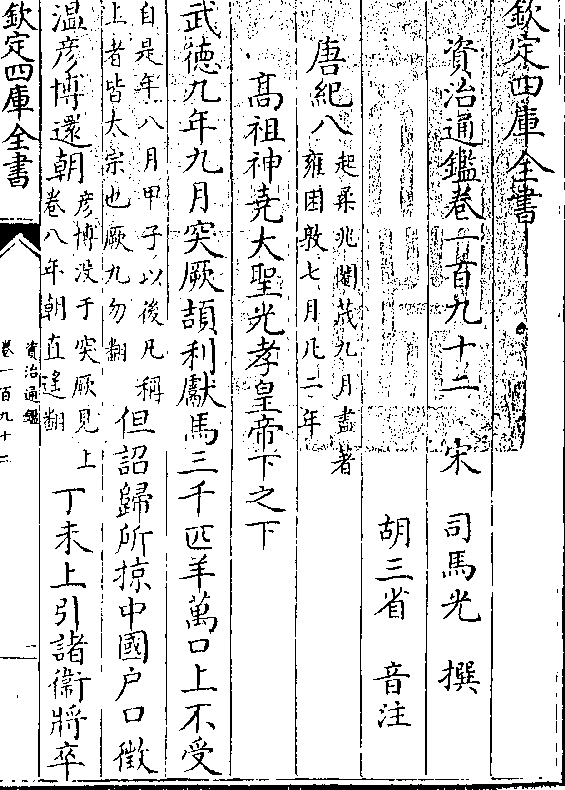 欽定四庫全書
資治通鑑卷一百九十二 宋 司馬光 撰
胡三省 音注
唐紀八 起柔兆閹茂九月盡著
雍困敦七月凡二年
髙祖神堯大聖光孝皇帝下之下
武徳九年九月突厥頡利獻馬三千匹羊萬口上不受
自是年八月甲子以後凡稱
上者皆太宗也厥九勿翻
但詔歸所掠中國户口徵
温彦博還朝
彦博没于突厥見上
卷八年朝直遥翻
丁未上引諸衛將卒
欽定四庫全書
資治通鑑
卷一百九十二
一